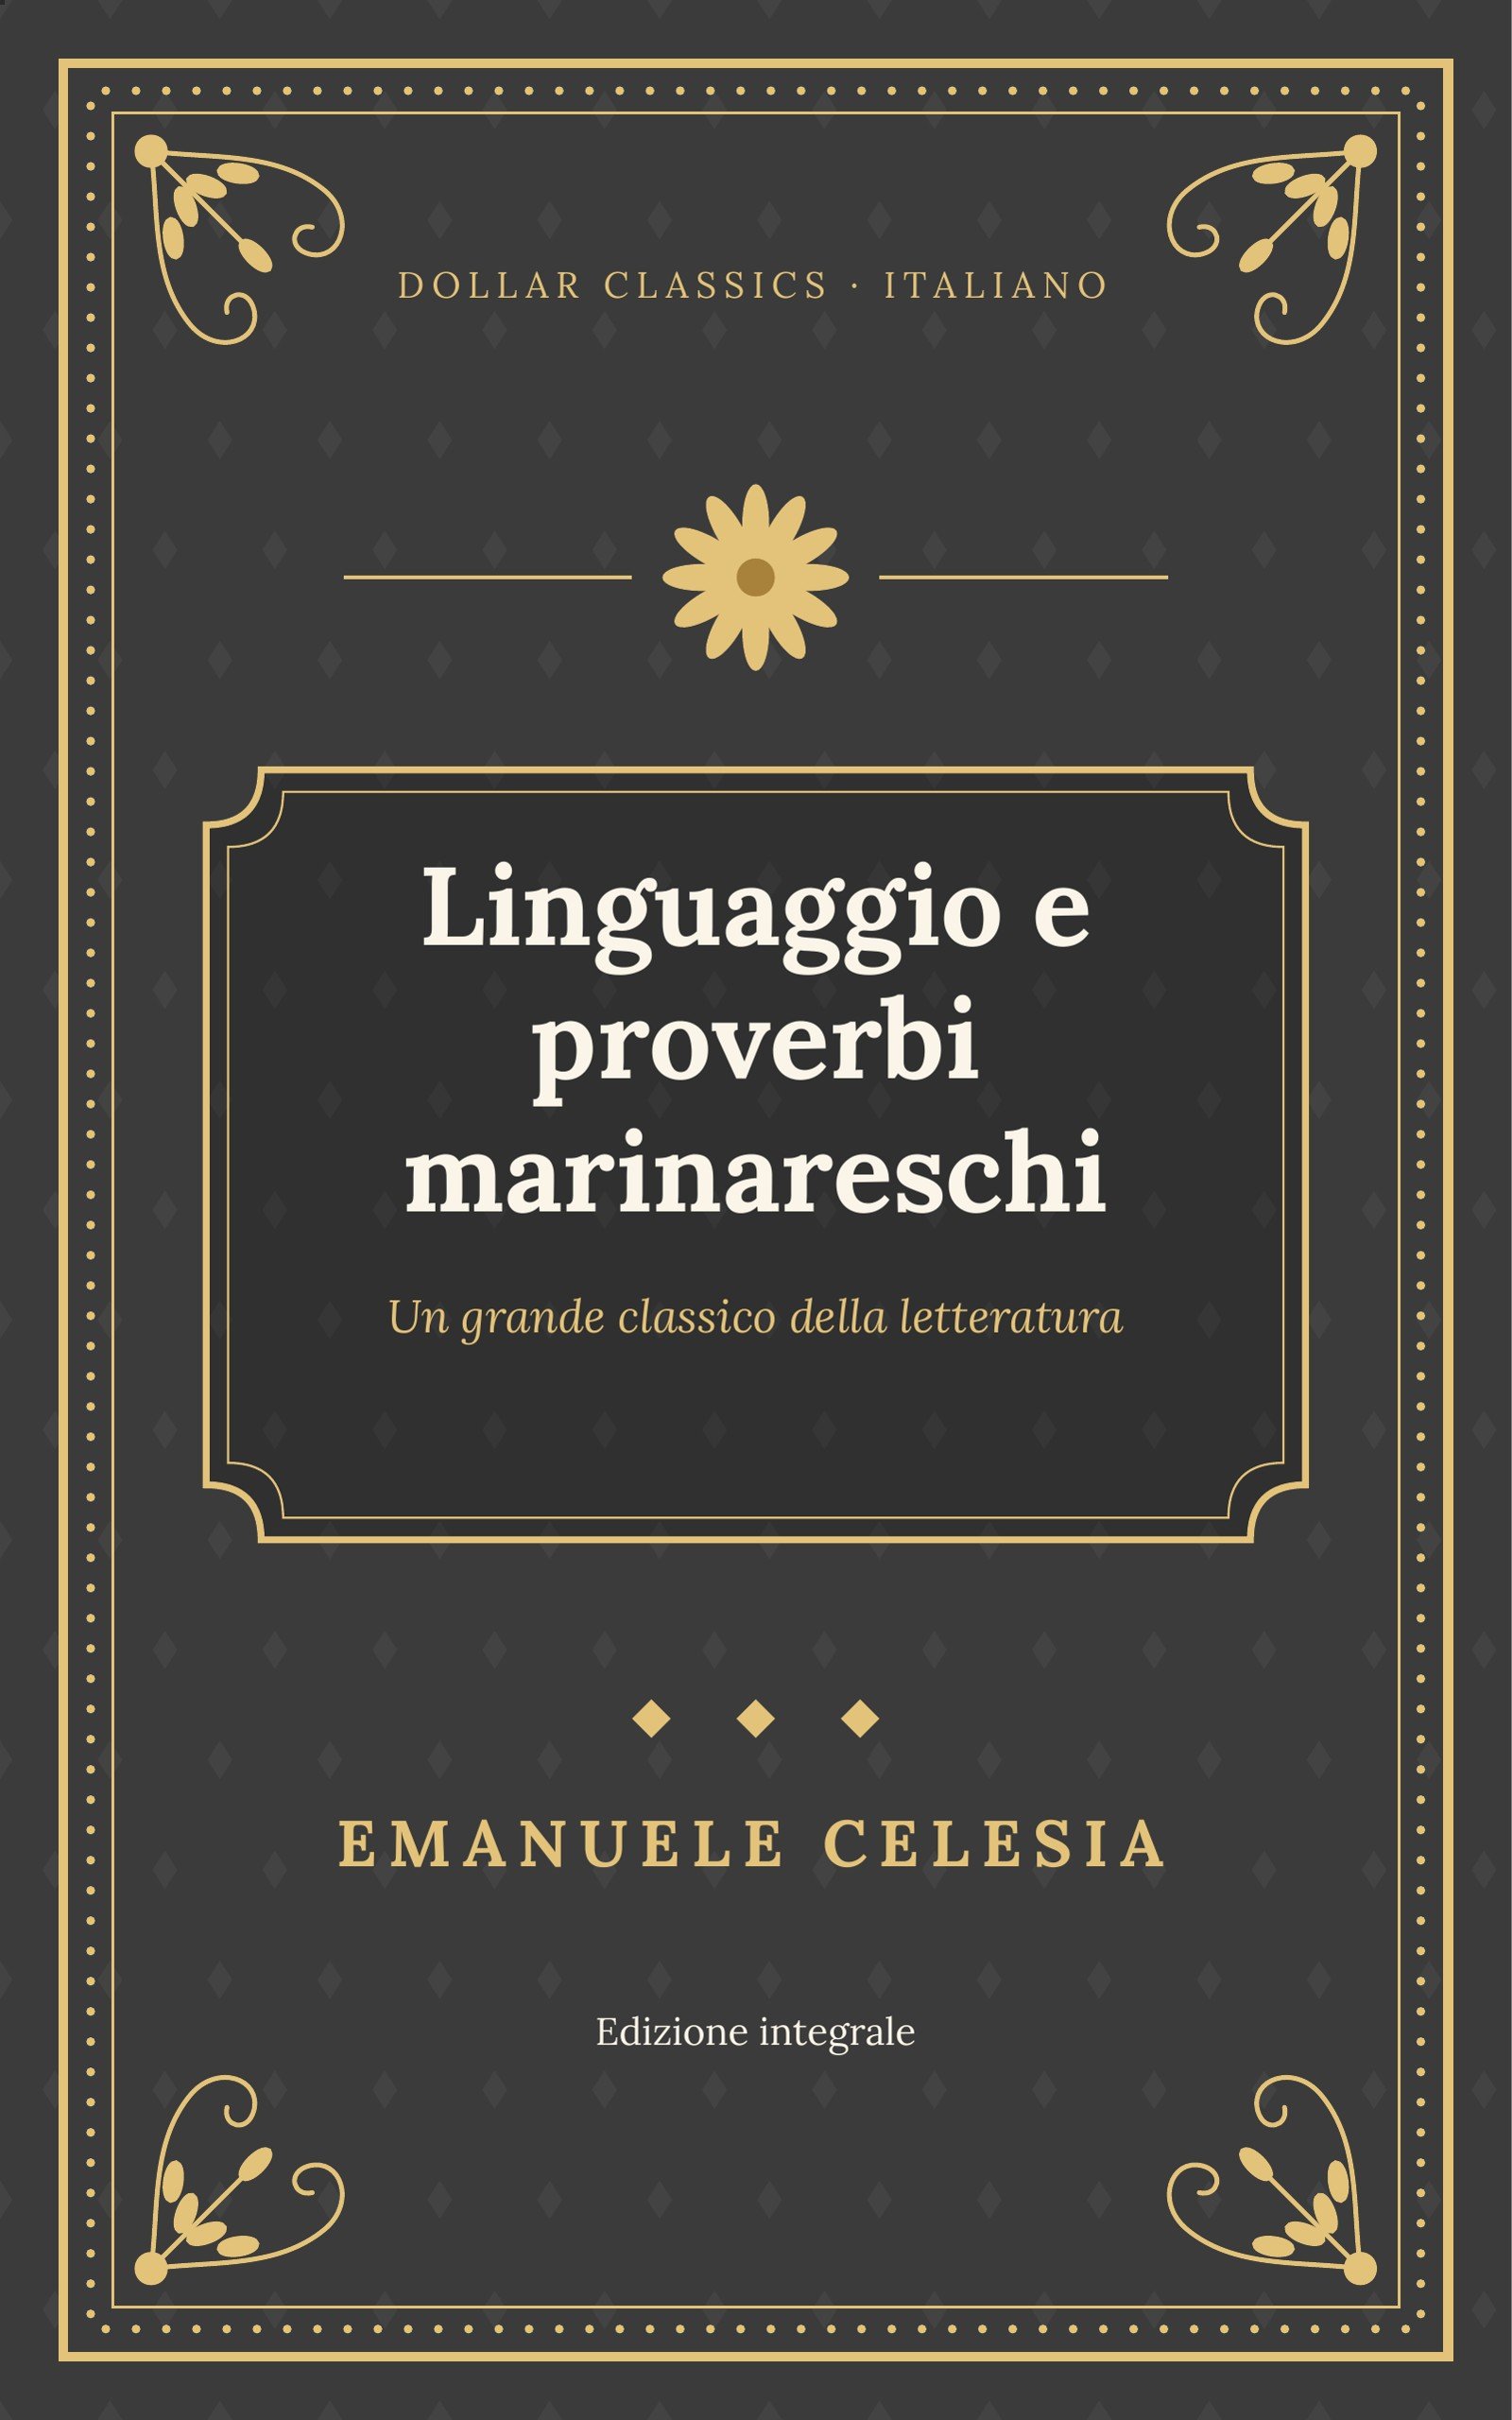 DOLLAR CLASSICS · ITALIANO
Linguaggio e
proverbi
marinareschi
Un grande classico della letteratura
EMANUELE CELESIA
Edizione integrale